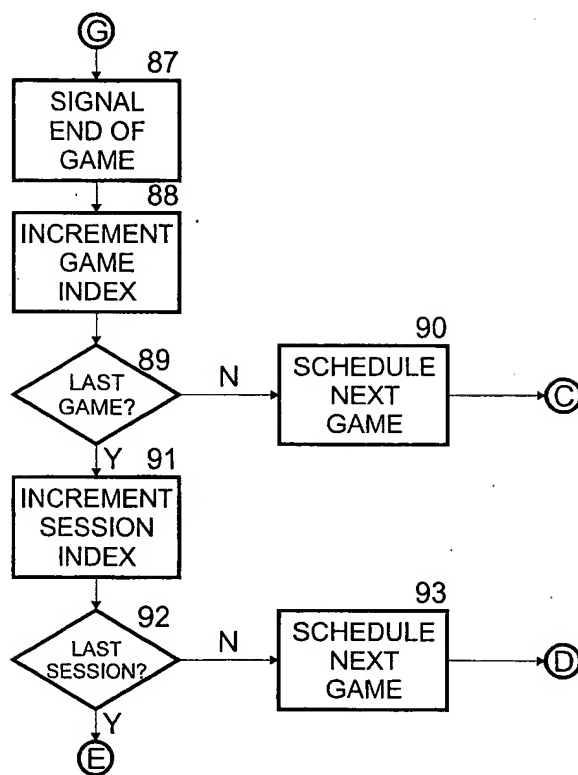 G
87
SIGNAL
END OF
GAME
88
INCREMENT
GAME
INDEX
89
LAST
GAME?
N
90
SCHEDULE
NEXT
GAME
C
Y
91
INCREMENT
SESSION
INDEX
92
LAST
SESSION?
N
93
SCHEDULE
NEXT
GAME
D
Y
E